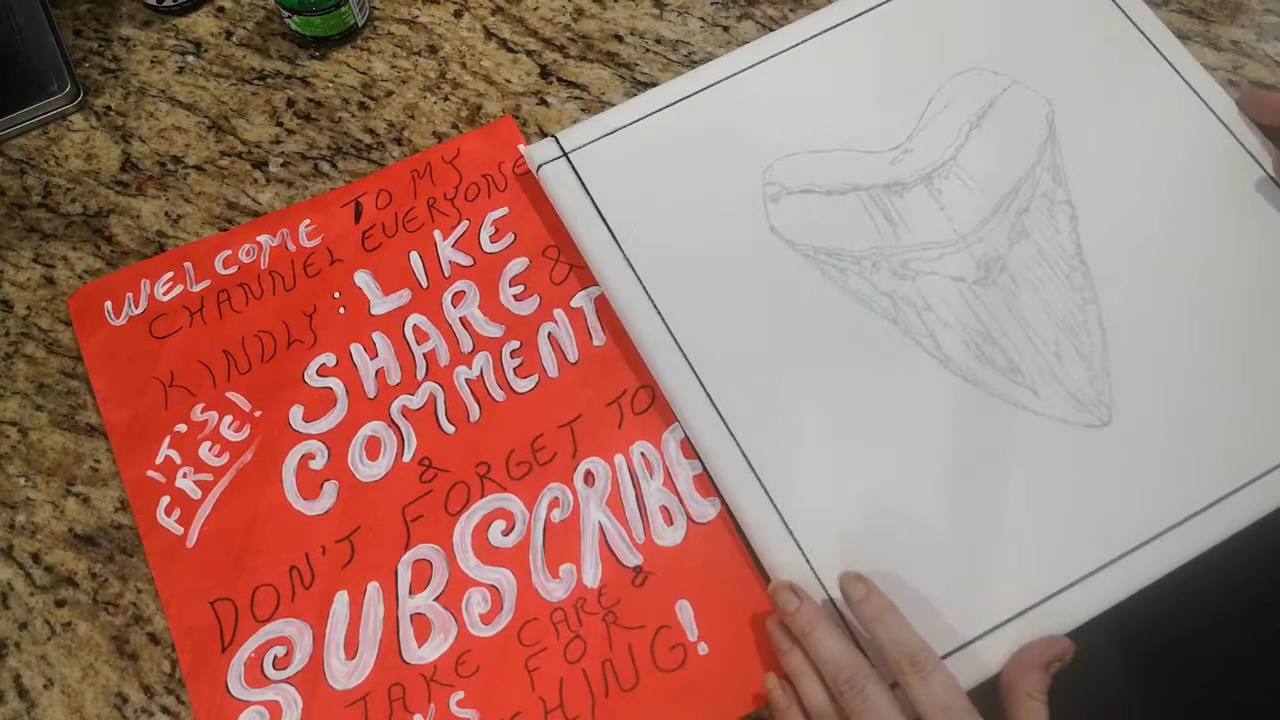 WELCOME TO MY
CHANNEL EVERYONE
KINDLY : LIKE
SHARE &
COMMENT
IT'S
FREE!
&
DON'T FORGET TO
SUBSCRIBE
TAKE CARE &
FOR
!